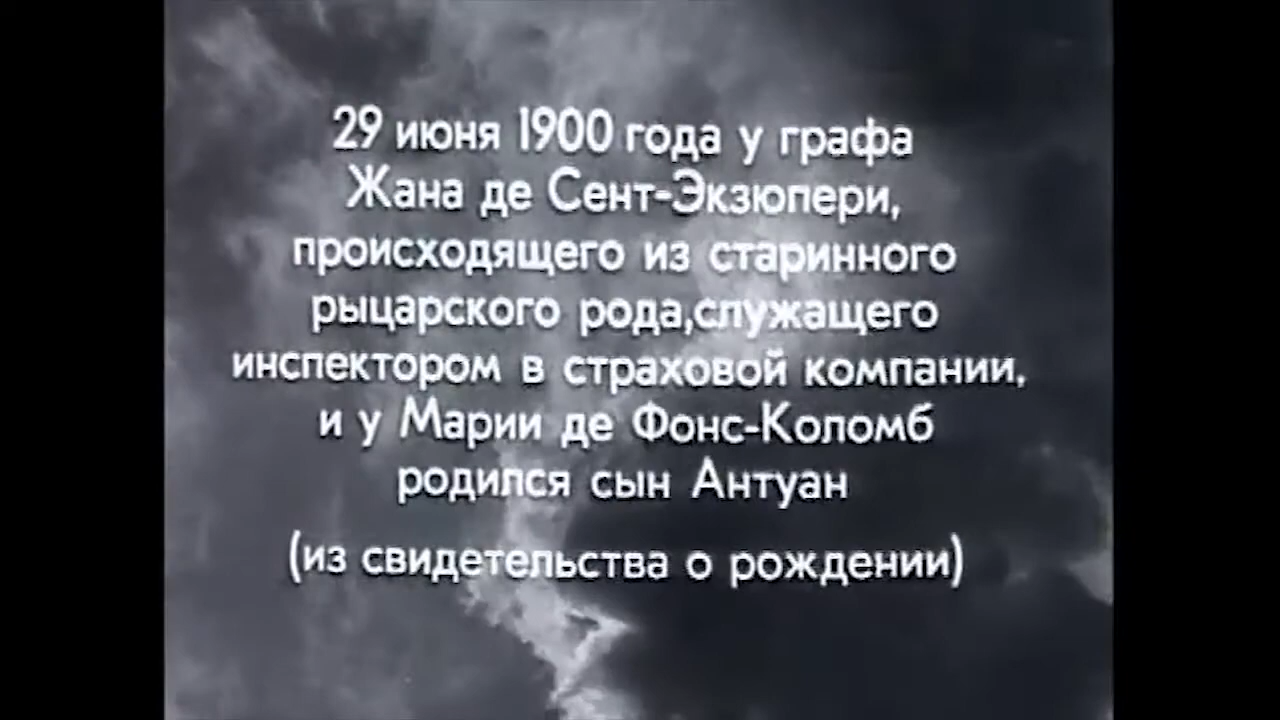 29 июня 1900 года у графа
Жана де Сент-Экзюпери,
происходящего из старинного
рыцарского рода,служащего
инспектором в страховой компании,
и у Марии де Фонс-Коломб
родился сын Антуан
(из свидетельства о рождении)